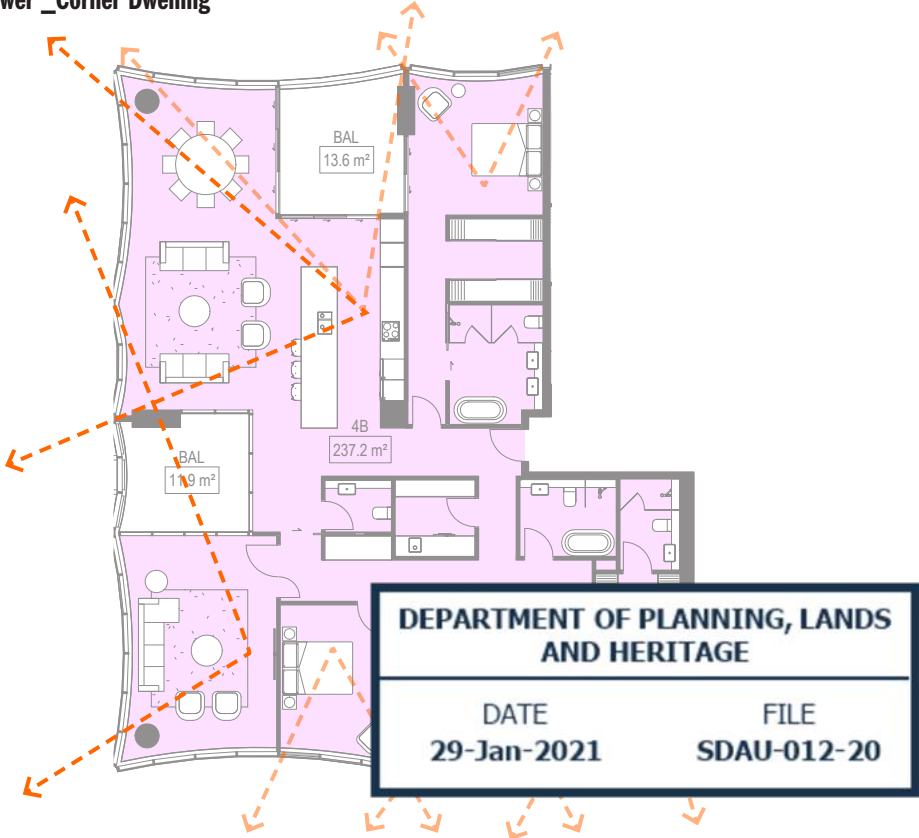 _Corner Dwelling
BAL
13.6 m²
4B
237.2 m²
BAL
11.9 m²
DEPARTMENT OF PLANNING, LANDS
AND HERITAGE
DATE
FILE
29-Jan-2021
SDAU-012-20